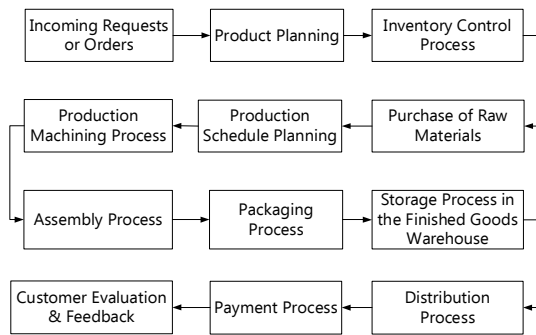 Incoming Requests
or Orders
Product Planning
Inventory Control
Process
Purchase of Raw
Materials
Production
Schedule Planning
Production
Machining Process
Assembly Process
Packaging
Process
Storage Process in
the Finished Goods
Warehouse
Distribution
Process
Payment Process
Customer Evaluation
& Feedback